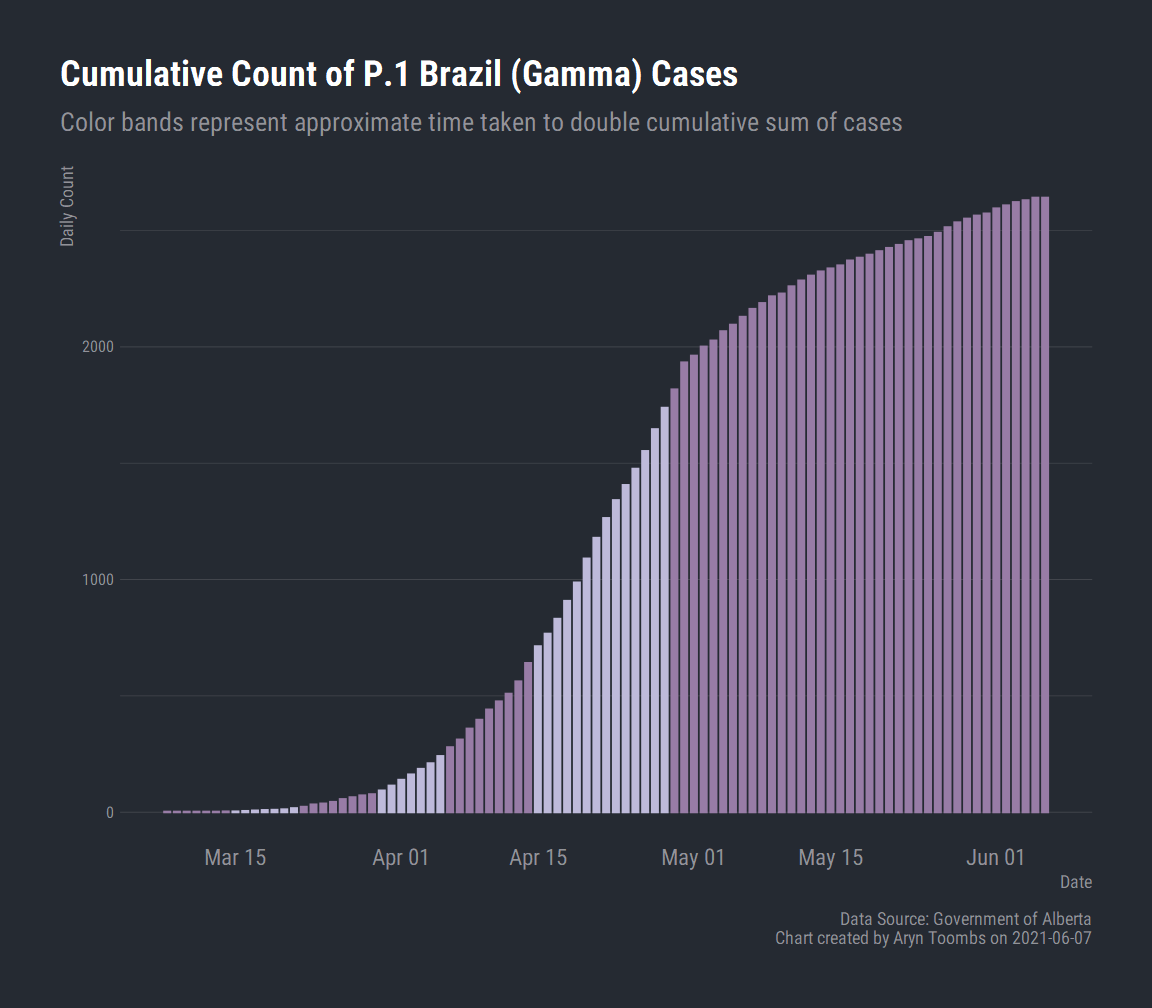 Cumulative Count of P.1 Brazil (Gamma) Cases
Color bands represent approximate time taken to double cumulative sum of cases
Daily Count
2000
1000
0
Mar 15 Apr 01 Apr 15 May 01 May 15 Jun 01
Date
Data Source: Government of Alberta
Chart created by Aryn Toombs on 2021-06-07